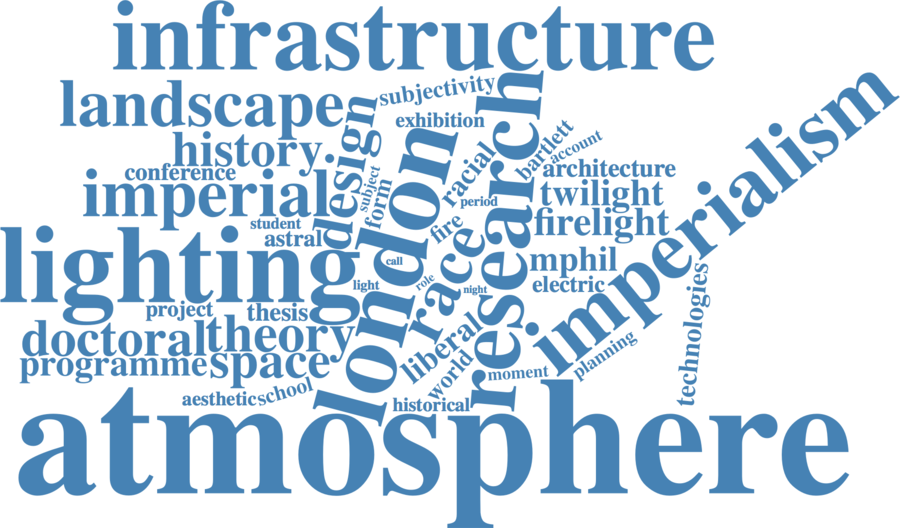 infrastructure
landscape
subjectivity
exhibition
design
london
research
imperialism
history
conference
imperial
racial
bartlett
account
architecture
subject
form
period
twilight
student
astral
fire
firelight
lighting
call
race
mphil
light
role
night
electric
project
thesis
doctoral
theory
liberal
technologies
programme
space
world
moment
planning
aesthetic
school
historical
atmosphere